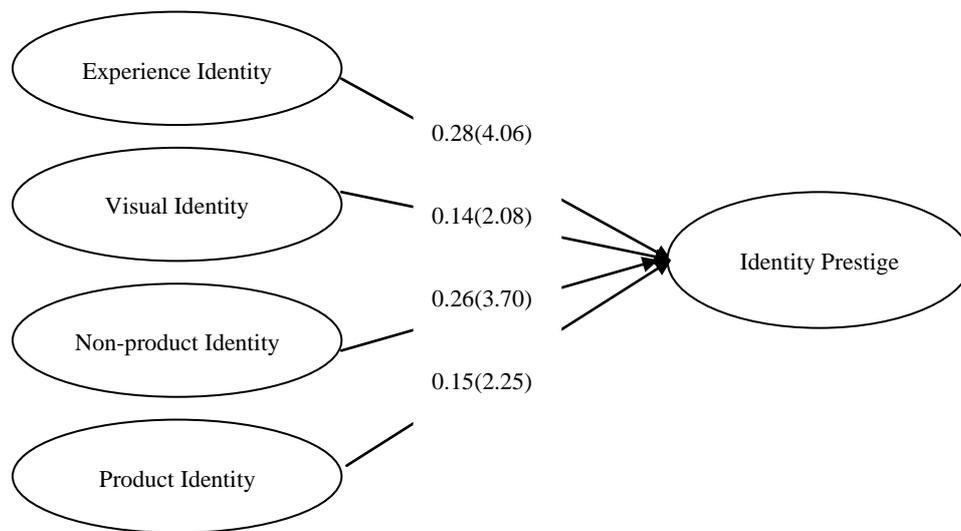 Experience Identity
0.28(4.06)
Visual Identity
0.14(2.08)
Identity Prestige
0.26(3.70)
Non-product Identity
0.15(2.25)
Product Identity